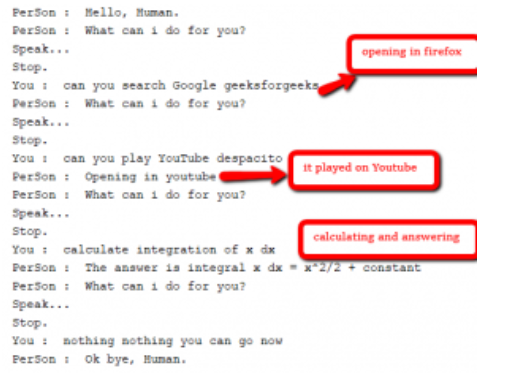 PerSon : Hello, Human.
PerSon : What can i do for you?
Speak...
opening in firefox
Stop.
You : can you search Google geeksforgeeks
PerSon : What can i do for you?
Speak...
Stop.
You : can you play YouTube despacito
it played on Youtube
PerSon : Opening in youtube
PerSon : What can i do for you?
Speak...
Stop.
calculating and answering
You : calculate integration of x dx
PerSon : The answer is integral x dx = x^2/2 + constant
PerSon : What can i do for you?
Speak...
Stop.
You : nothing nothing you can go now
PerSon : Ok bye, Human.